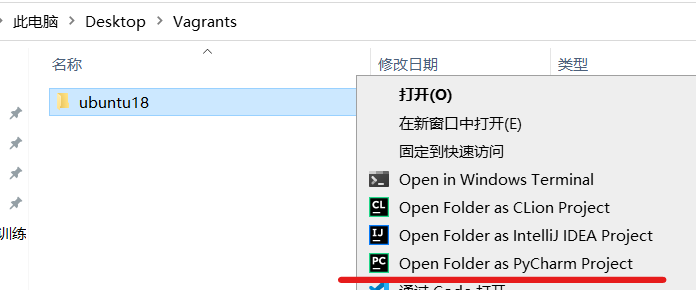 此电脑 > Desktop > Vagrants
名称 修改日期 类型
ubuntu18
打开(O)
在新窗口中打开(E)
固定到快速访问
Open in Windows Terminal
Open Folder as CLion Project
Open Folder as IntelliJ IDEA Project
训练
Open Folder as PyCharm Project
通过 Code 打开